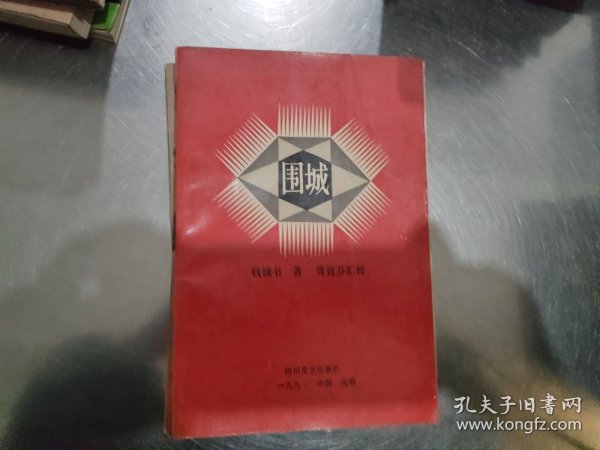 围城
钱锺书 著 胥智芬汇校
四川文艺出版社
一九九一 中国 成都
孔夫子旧书网
www.kongfz.com